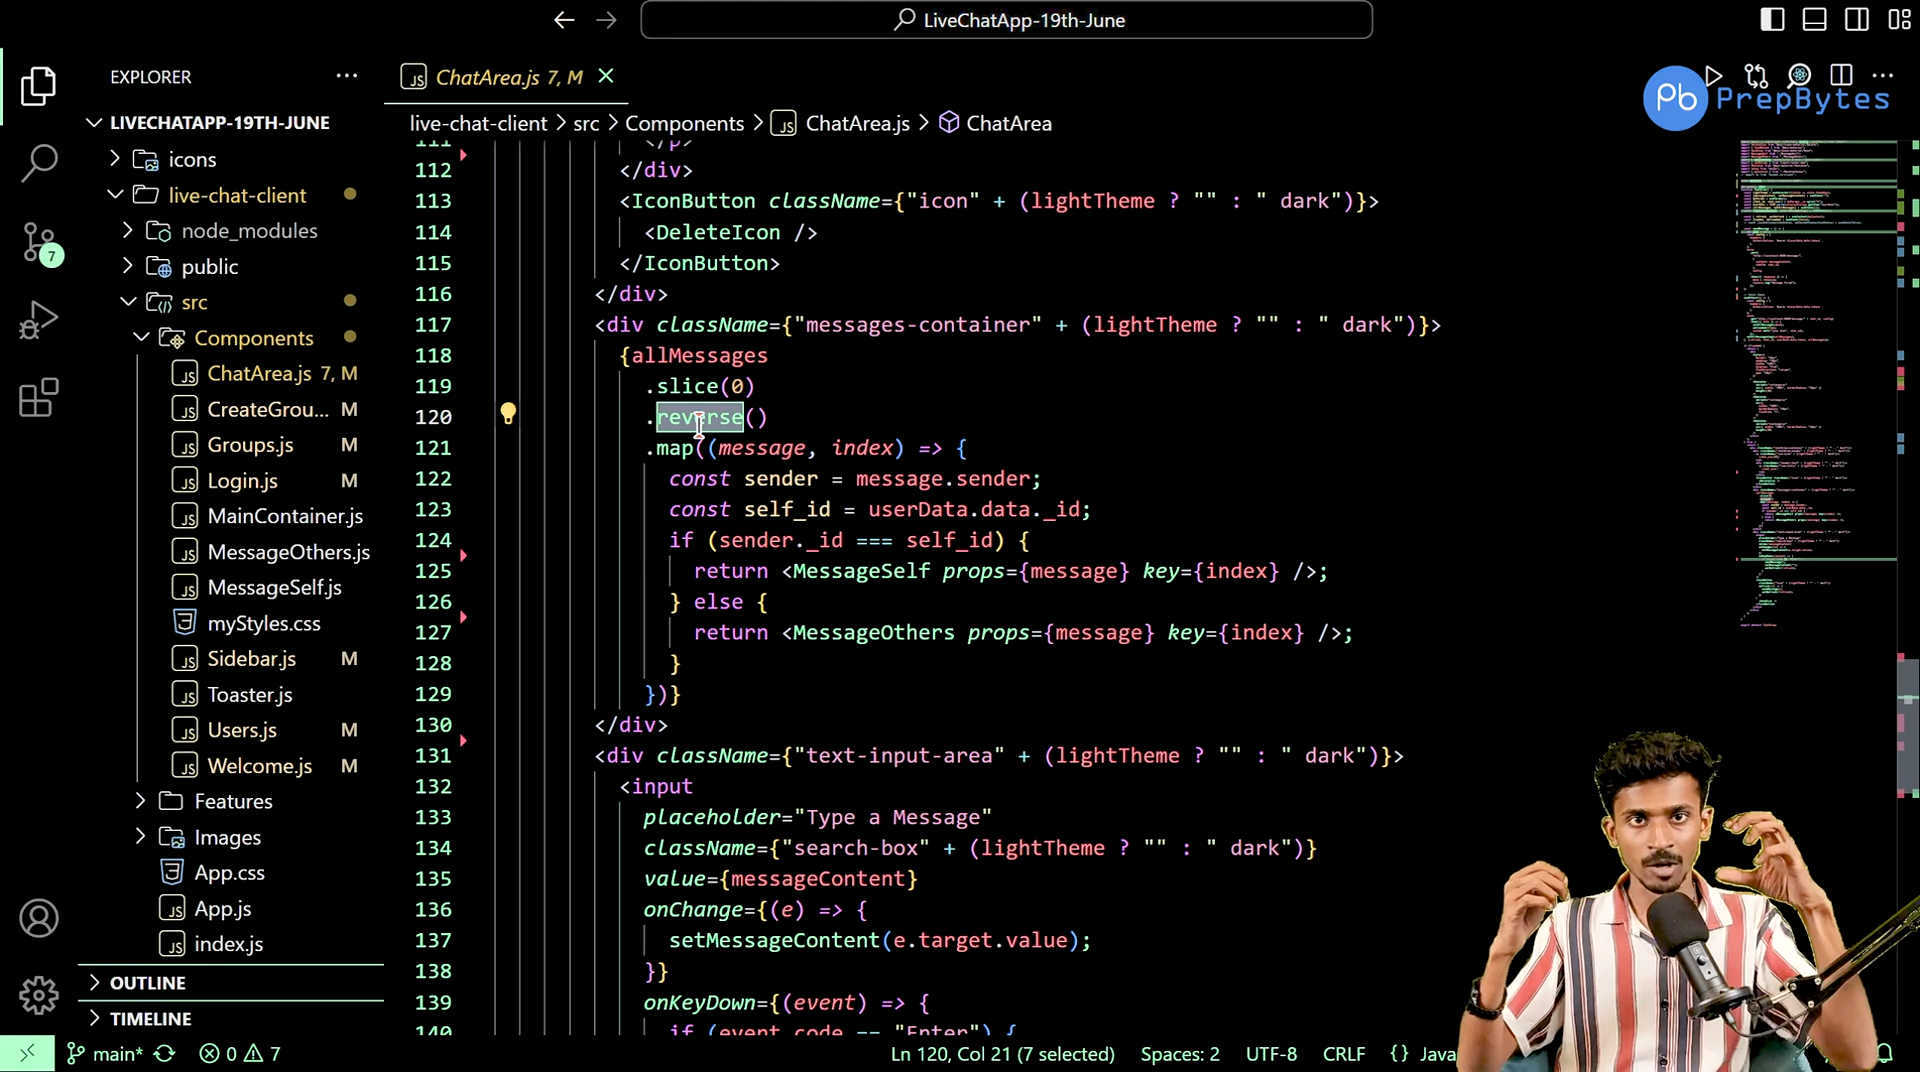 LiveChatApp-19th-June
EXPLORER
ChatArea.js 7, M
Pb PrepBytes
LIVECHATAPP-19TH-JUNE
live-chat-client > src > Components > ChatArea.js > ChatArea
icons
live-chat-client
node_modules
public
src
Components
ChatArea.js 7, M
CreateGrou... M
Groups.js M
Login.js M
MainContainer.js
MessageOthers.js
MessageSelf.js
myStyles.css
Sidebar.js M
Toaster.js
Users.js M
Welcome.js M
Features
Images
App.css
App.js
index.js
OUTLINE
TIMELINE
7
111 </p>
112 </div>
113 <IconButton className={"icon" + (lightTheme ? "" : " dark")}>
114 <DeleteIcon />
115 </IconButton>
116 </div>
117 <div className={"messages-container" + (lightTheme ? "" : " dark")}>
118 {allMessages
119 .slice(0)
120 .reverse()
121 .map((message, index) => {
122 const sender = message.sender;
123 const self_id = userData.data._id;
124 if (sender._id === self_id) {
125 return <MessageSelf props={message} key={index} />;
126 } else {
127 return <MessageOthers props={message} key={index} />;
128 }
129 })}
130 </div>
131 <div className={"text-input-area" + (lightTheme ? "" : " dark")}>
132 <input
133 placeholder="Type a Message"
134 className={"search-box" + (lightTheme ? "" : " dark")}
135 value={messageContent}
136 onChange={(e) => {
137 setMessageContent(e.target.value);
138 }}
139 onKeyDown={(event) => {
140 if (event.code == "Enter") {
main* 0 7 Ln 120, Col 21 (7 selected) Spaces: 2 UTF-8 CRLF {} Java